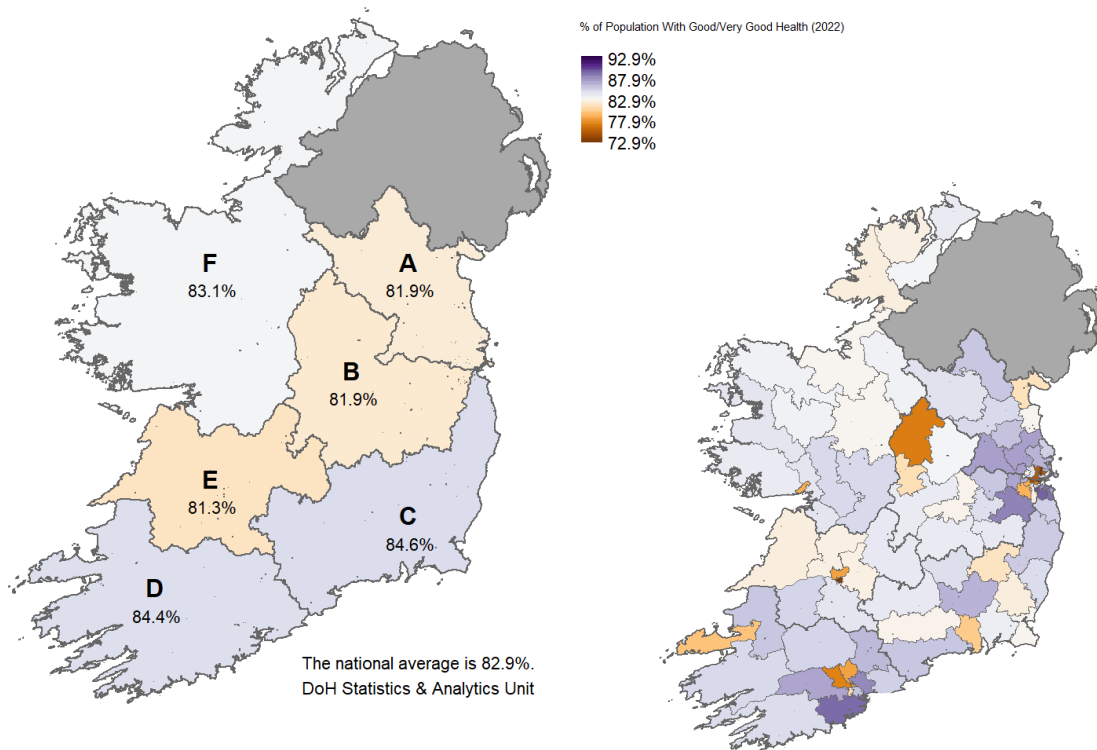 % of Population With Good/Very Good Health (2022)
92.9%
87.9%
82.9%
77.9%
72.9%
F
83.1%
A
81.9%
B
81.9%
E
81.3%
C
84.6%
D
84.4%
The national average is 82.9%.
DoH Statistics & Analytics Unit